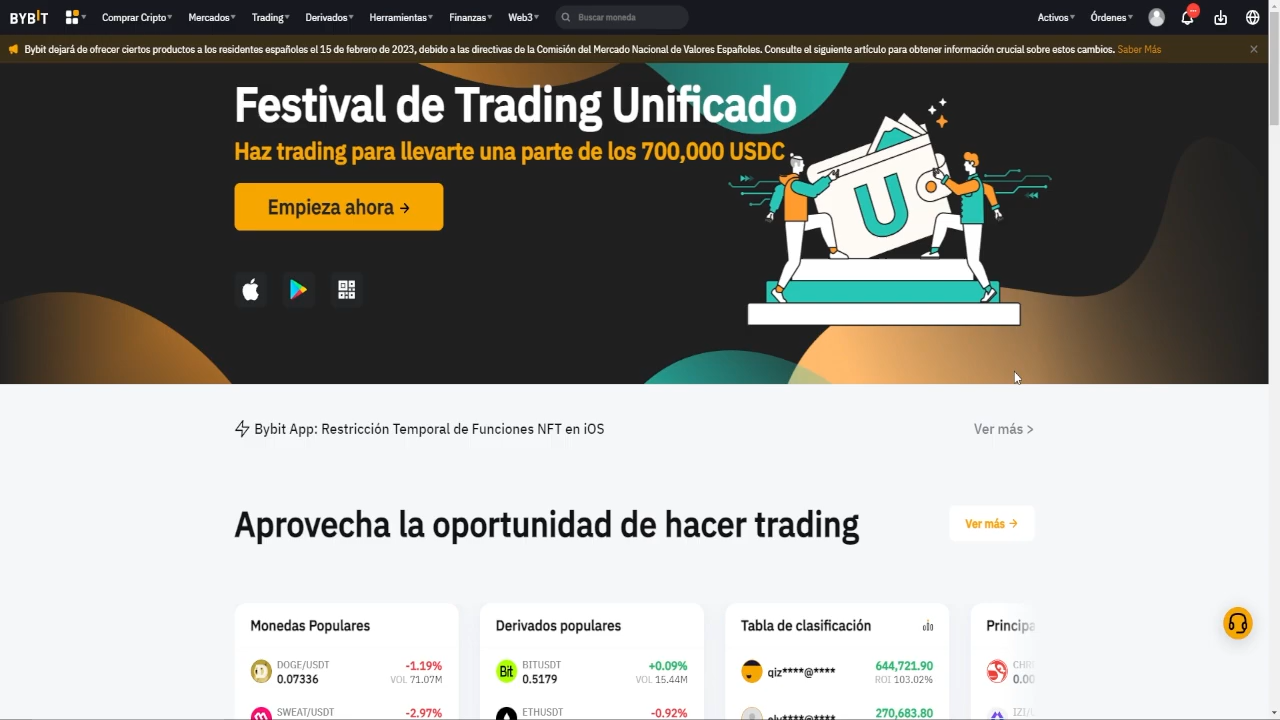 BYBIT Comprar Cripto Mercados Trading Derivados Herramientas Finanzas Web3 Buscar moneda Activos Órdenes
Bybit dejará de ofrecer ciertos productos a los residentes españoles el 15 de febrero de 2023, debido a las directivas de la Comisión del Mercado Nacional de Valores Españoles. Consulte el siguiente artículo para obtener información crucial sobre estos cambios. Saber Más
Festival de Trading Unificado
Haz trading para llevarte una parte de los 700,000 USDC
Empieza ahora →
U
Bybit App: Restricción Temporal de Funciones NFT en iOS Ver más >
Aprovecha la oportunidad de hacer trading Ver más →
Monedas Populares
DOGE/USDT -1.19%
0.07336 VOL 71.07M
SWEAT/USDT -2.97%
Derivados populares
Bit BITUSDT +0.09%
0.5179 VOL 15.44M
ETHUSDT -0.92%
Tabla de clasificación
qiz****@**** 644,721.90
ROI 103.02%
270,683.80
Principa
CHR
0.00
IZI/U